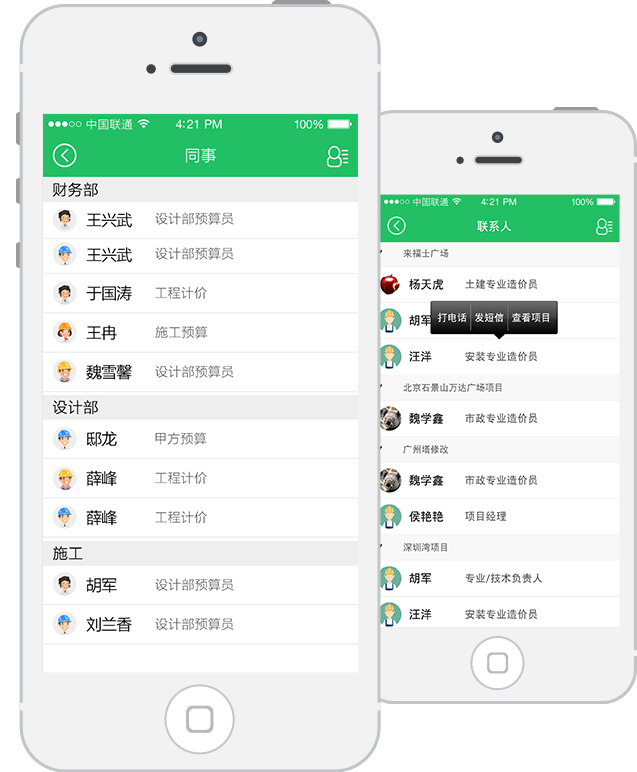 中国联通 4:21 PM 100%
同事
财务部
王兴武 设计部预算员
王兴武 设计部预算员
于国涛 工程计价
王冉 施工预算
魏雪馨 设计部预算员
设计部
邸龙 甲方预算
薛峰 工程计价
薛峰 工程计价
施工
胡军 设计部预算员
刘兰香 设计部预算员
中国联通 4:21 PM 100%
联系人
来福士广场
杨天虎 土建专业造价员
胡军
打电话 发短信 查看项目
汪洋 安装专业造价员
北京石景山万达广场项目
魏学鑫 市政专业造价员
广州塔修改
魏学鑫 市政专业造价员
侯艳艳 项目经理
深圳湾项目
胡军 专业/技术负责人
汪洋 安装专业造价员